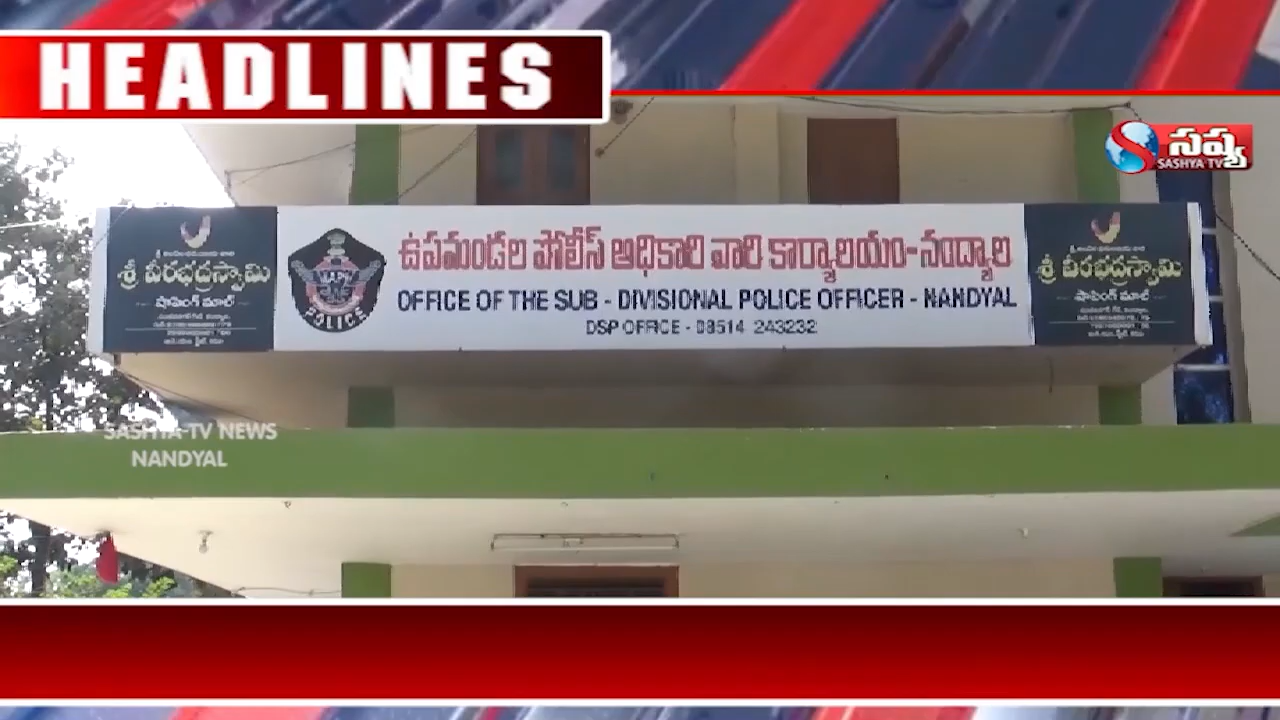 HEADLINES
సష్య
SASHYA TV
ఉపమండల పోలీస్ అధికారి వారి కార్యాలయం-నంద్యాల
OFFICE OF THE SUB - DIVISIONAL POLICE OFFICER - NANDYAL
DSP OFFICE - 08514 243232
POLICE
శ్రీ వీరభద్రస్వామి
షాపింగ్ మాల్
శ్రీ వీరభద్రస్వామి
షాపింగ్ మాల్
SASHYA TV NEWS
NANDYAL